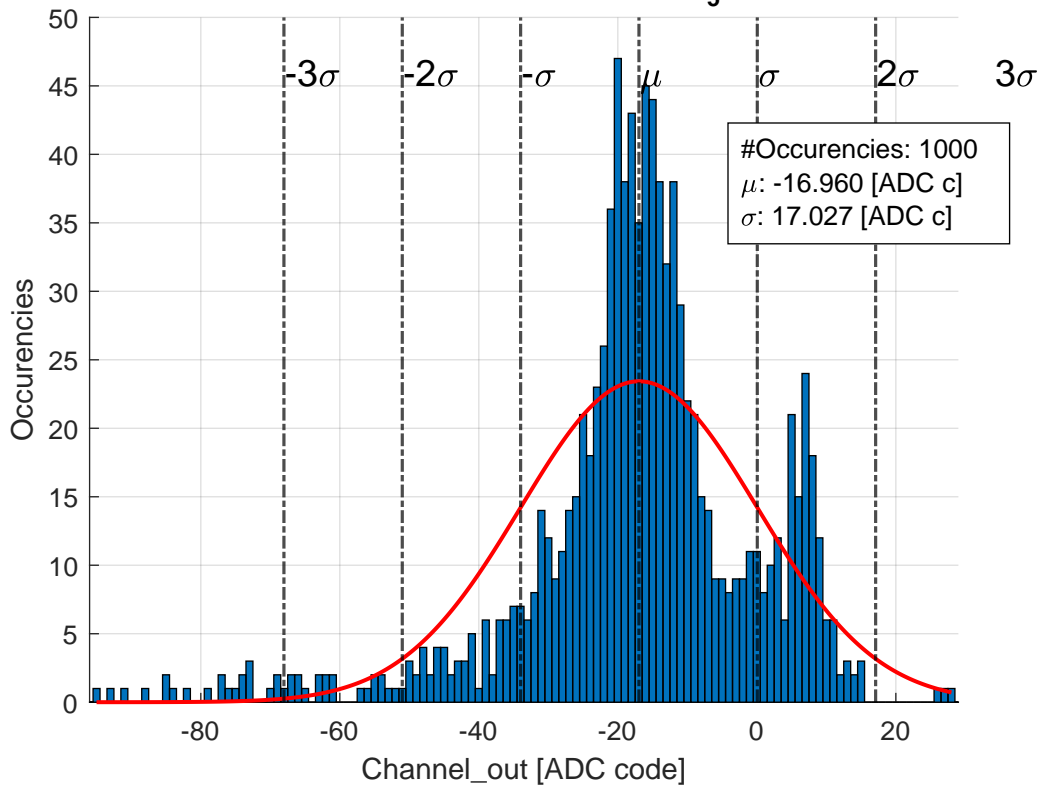 50
-3σ -2σ -σ μ σ 2σ 3σ
45
#Occurencies: 1000
μ: -16.960 [ADC c]
σ: 17.027 [ADC c]
40
35
30
25
20
15
10
5
0
Occurencies
-80 -60 -40 -20 0 20
Channel_out [ADC code]